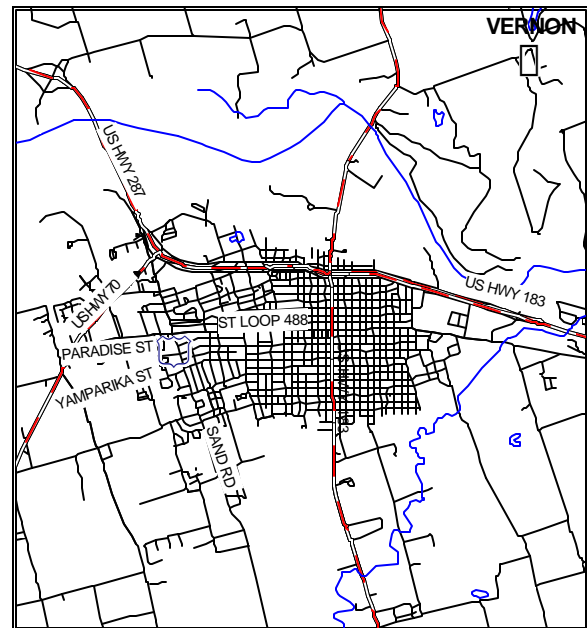 VERNON
US HWY 287
US HWY 183
US HWY 70
ST LOOP 488
PARADISE ST
YAMPARIKA ST
SAND RD